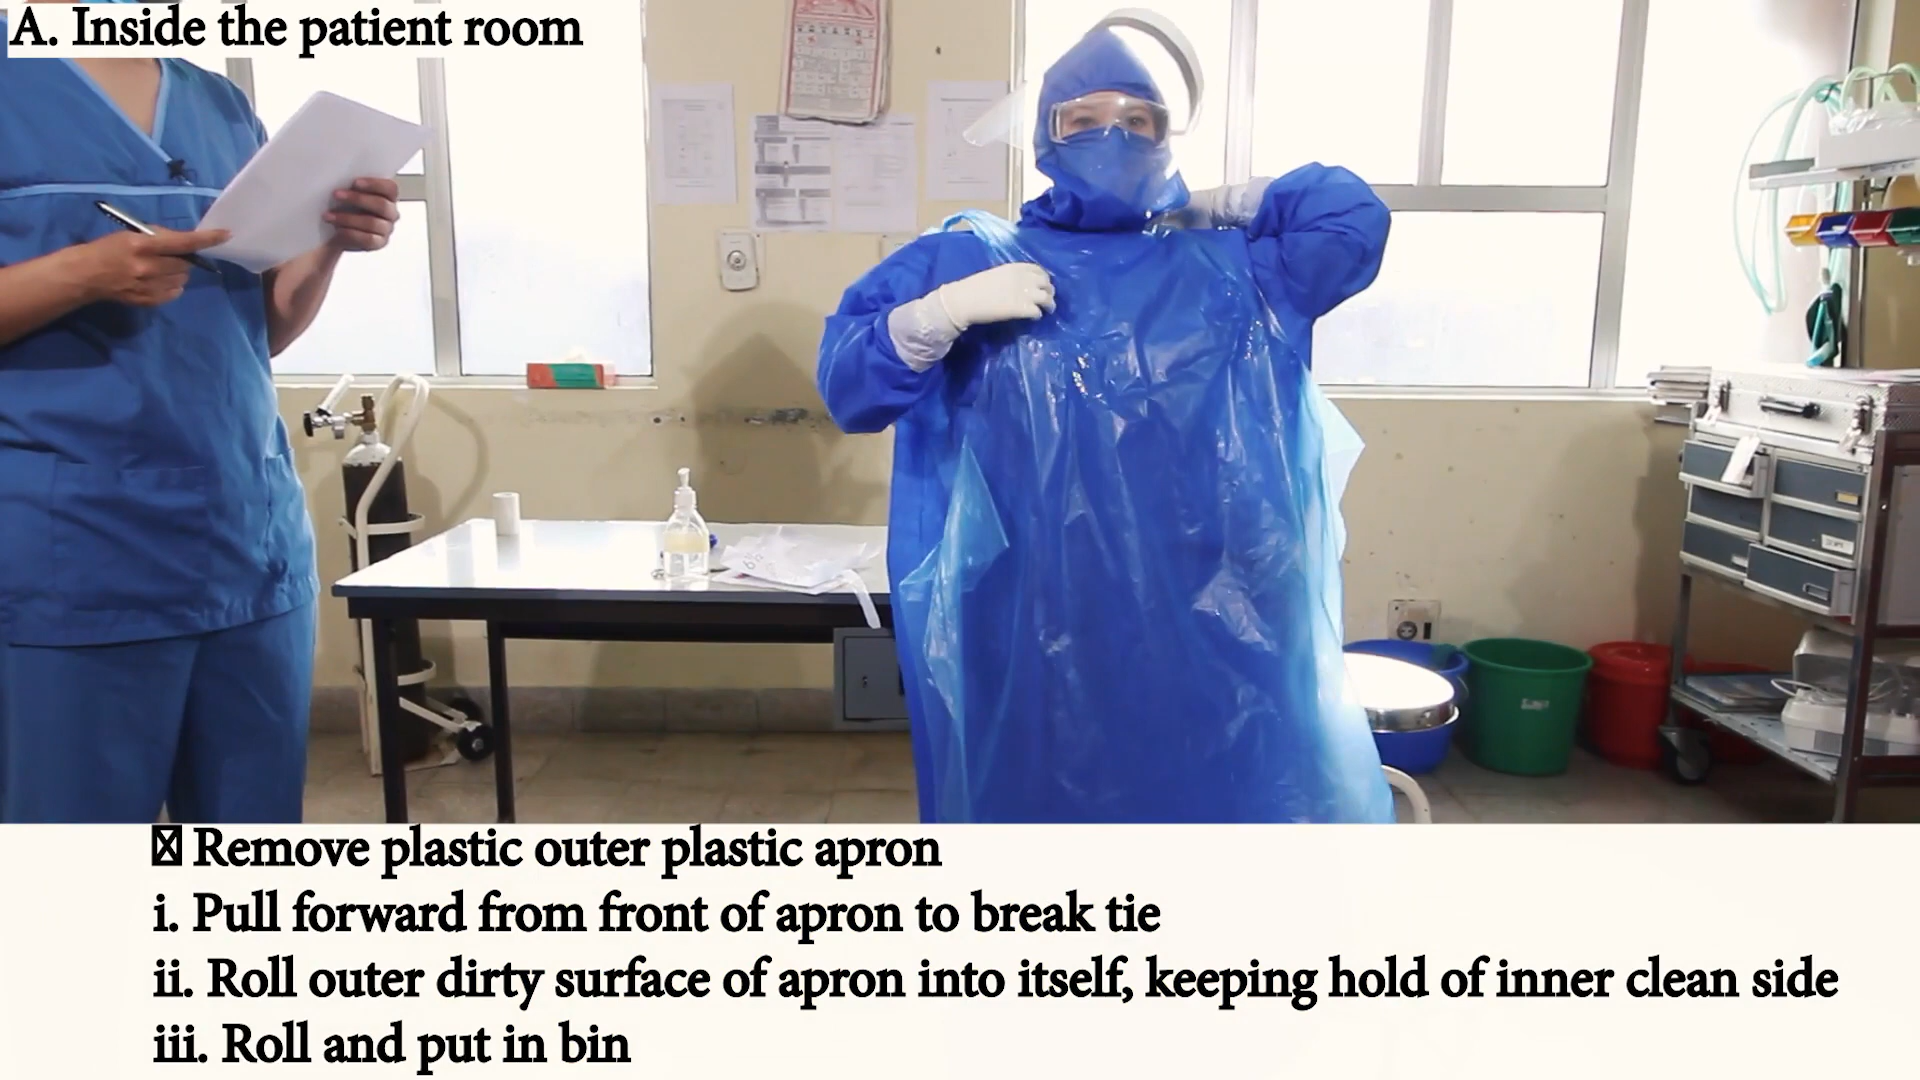 A. Inside the patient room
Remove plastic outer plastic apron
i. Pull forward from front of apron to break tie
ii. Roll outer dirty surface of apron into itself, keeping hold of inner clean side
iii. Roll and put in bin